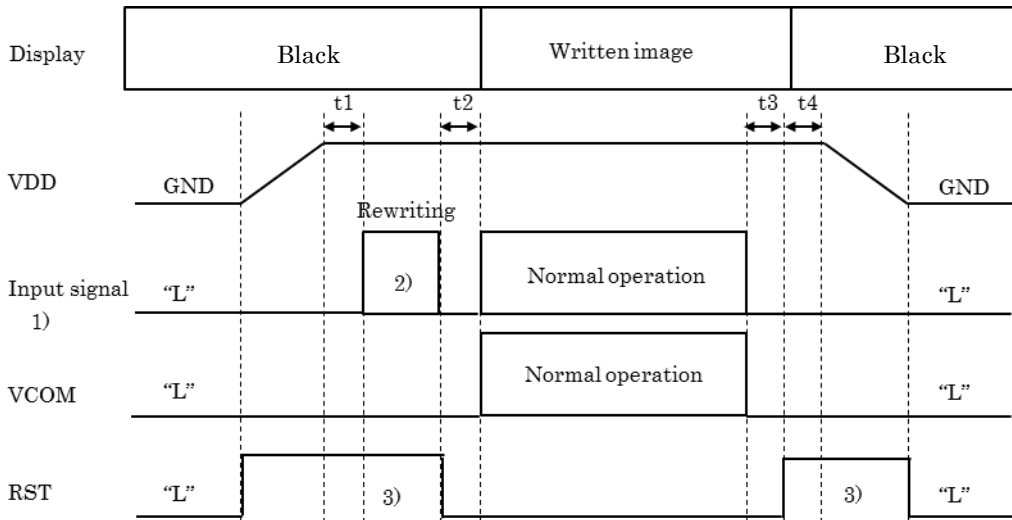 Display
Black
Written image
Black
t1
t2
t3
t4
VDD
GND
GND
Rewriting
Input signal
1)
“L”
2)
Normal operation
“L”
VCOM
“L”
Normal operation
“L”
RST
“L”
3)
3)
“L”